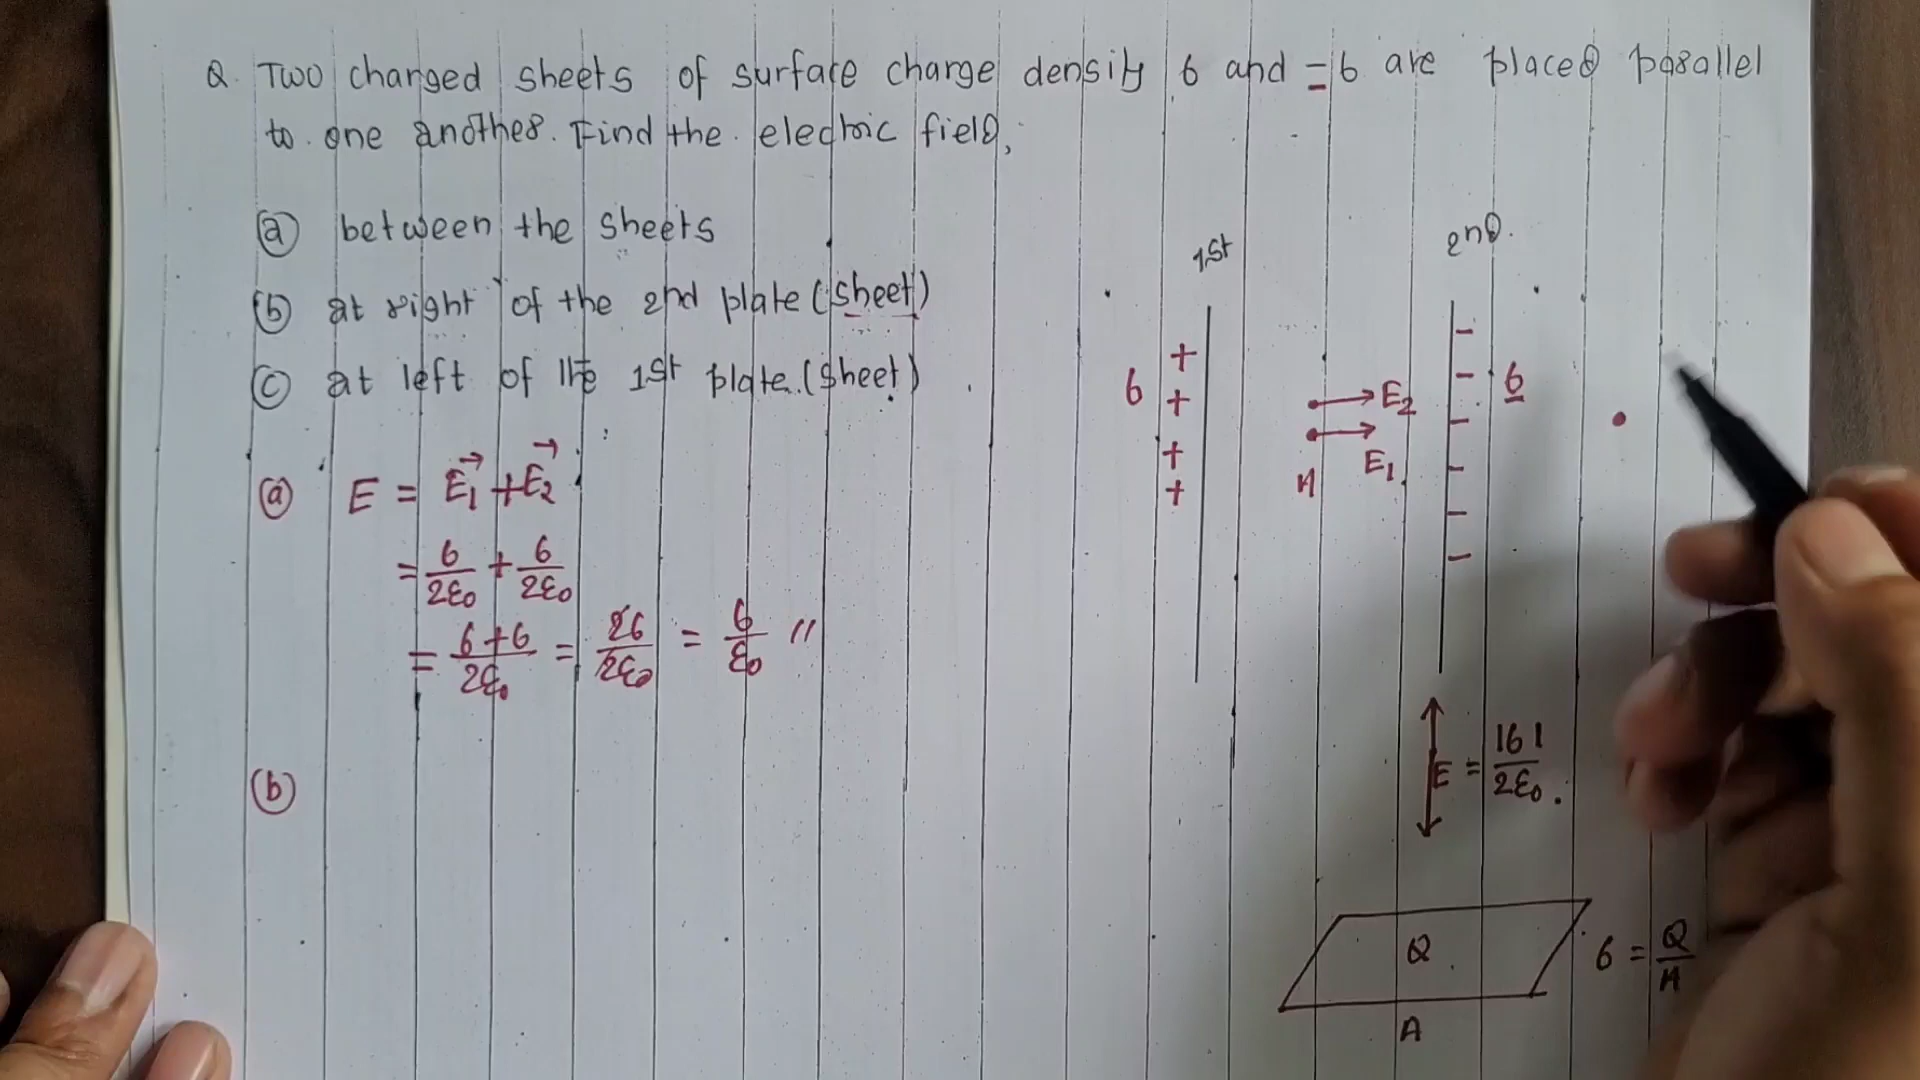 Q. Two charged sheets of surface charge density σ and -σ are placed parallel
to one another. Find the electric field,
(a) between the sheets
(b) at right of the 2nd plate (sheet)
(c) at left of the 1st plate (sheet)
(a) E = E₁ + E₂
= σ/2ε₀ + σ/2ε₀
= σ+σ/2ε₀ = 2σ/2ε₀ = σ/ε₀ //
(b)
1st
2nd.
σ
+
+
+
+
E₂
E₁
A
-
-
-
-
-
-
σ
E = |σ|/2ε₀.
Q
A
σ = Q/A